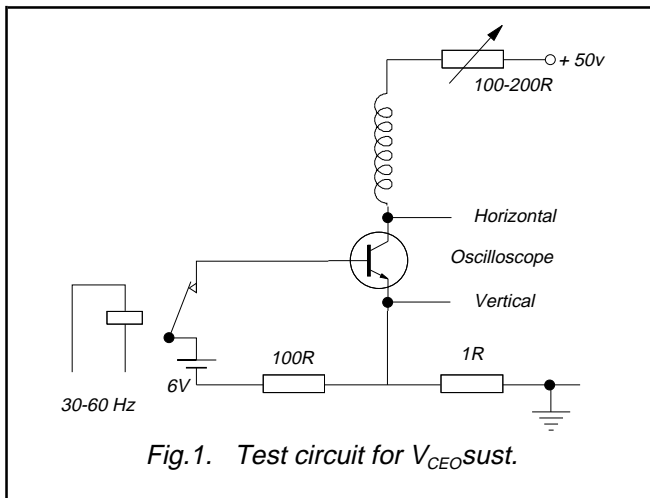 + 50v
100-200R
Horizontal
Oscilloscope
Vertical
100R
1R
6V
30-60 Hz
Fig.1. Test circuit for VCEOsust.